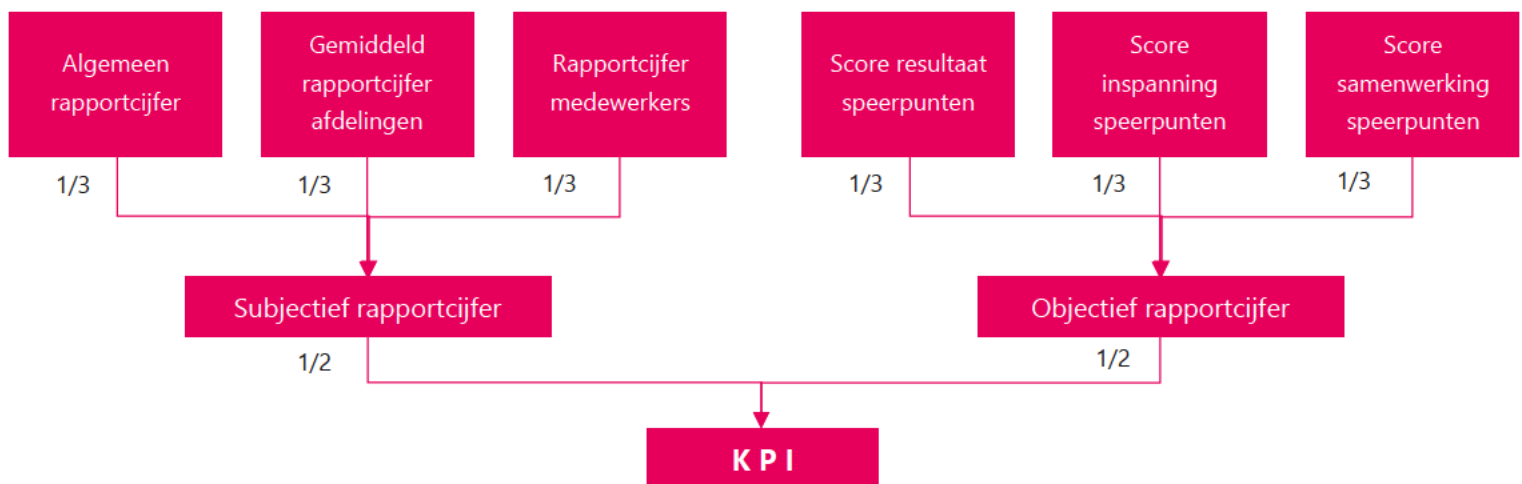 Algemeen
rapportcijfer
Gemiddeld
rapportcijfer
afdelingen
Rapportcijfer
medewerkers
Score resultaat
speerpunten
Score
inspanning
speerpunten
Score
samenwerking
speerpunten
1/3
1/3
1/3
1/3
1/3
1/3
Subjectief rapportcijfer
Objectief rapportcijfer
1/2
1/2
KPI